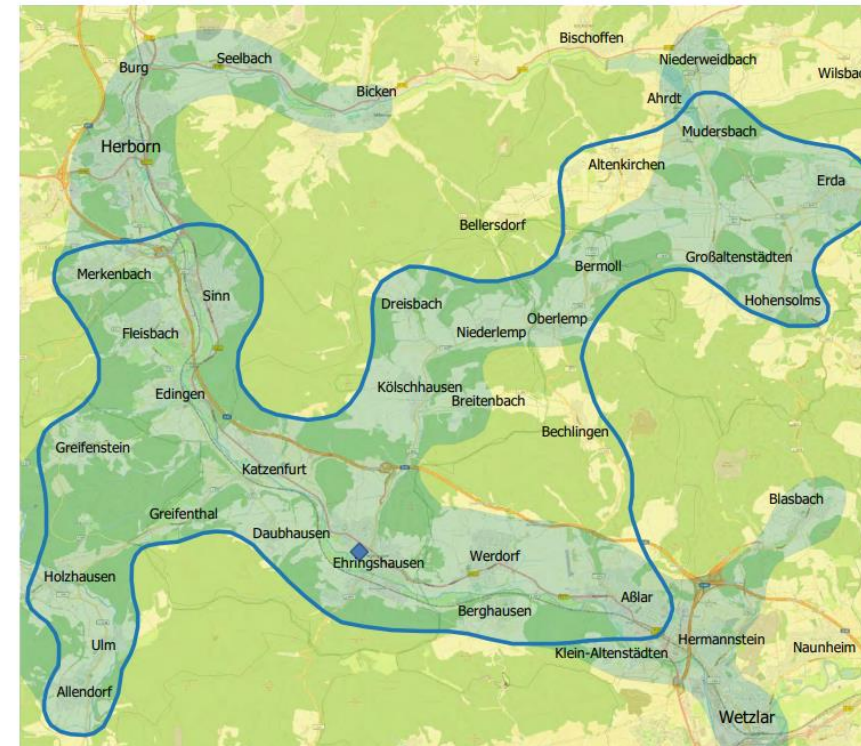 Bischoffen
Burg
Seelbach
Niederweidbach
Bicken
Wilsba
Ahrdt
Herborn
Mudersbach
Altenkirchen
Erda
Bellersdorf
Merkenbach
Bermoll
Großaltenstädten
Sinn
Dreisbach
Hohensolms
Fleisbach
Niederlemp
Oberlemp
Edingen
Kölschhausen
Breitenbach
Bechlingen
Greifenstein
Katzenfurt
Blasbach
Greifenthal
Daubhausen
Werdorf
Ehringshausen
Holzhausen
Aßlar
Berghausen
Ulm
Hermannstein
Klein-Altenstädten
Naunheim
Allendorf
Wetzlar